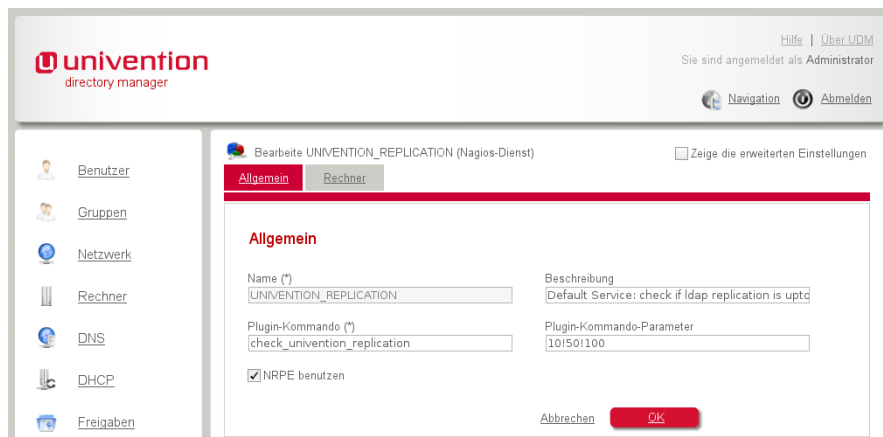 Hilfe | Über UDM
univention
directory manager
Sie sind angemeldet als Administrator
Navigation Abmelden
Benutzer
Gruppen
Netzwerk
Rechner
DNS
DHCP
Freigaben
Bearbeite UNIVENTION_REPLICATION (Nagios-Dienst)
Zeige die erweiterten Einstellungen
Allgemein Rechner
Allgemein
Name (*) Beschreibung
UNIVENTION_REPLICATION Default Service: check if ldap replication is upto
Plugin-Kommando (*) Plugin-Kommando-Parameter
check_univention_replication 10!50!100
NRPE benutzen
Abbrechen OK